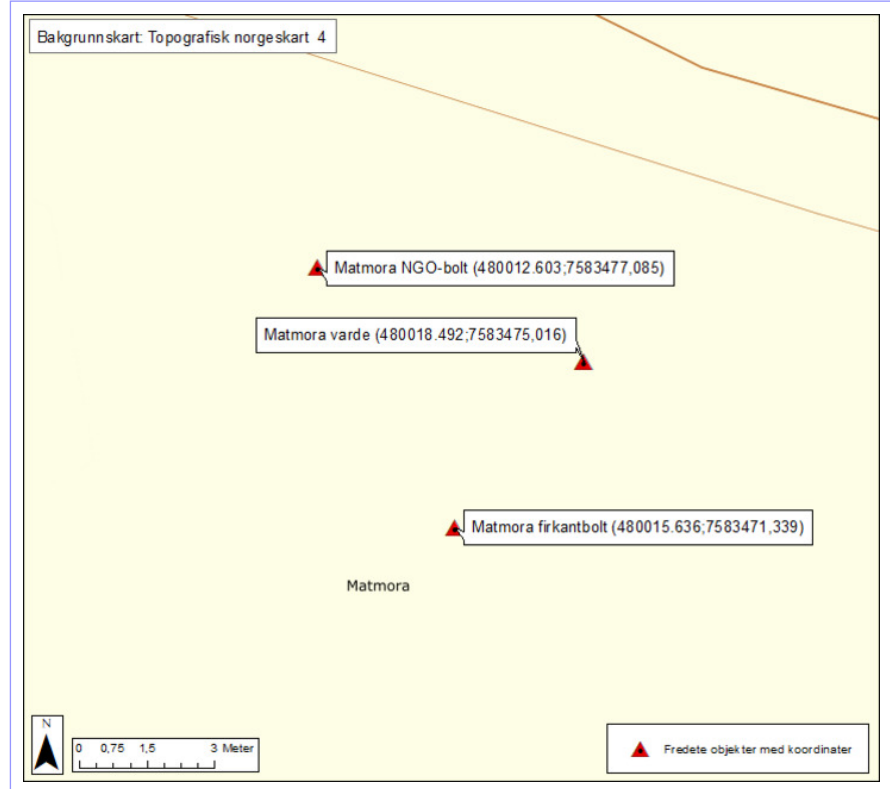 Bakgrunnskart: Topografisk norgeskart 4
Matmora NGO-bolt (480012.603;7583477,085)
Matmora varde (480018.492;7583475,016)
Matmora firkantbolt (480015.636;7583471,339)
Matmora
N
0 0,75 1,5 3 Meter
Fredete objekter med koordinater